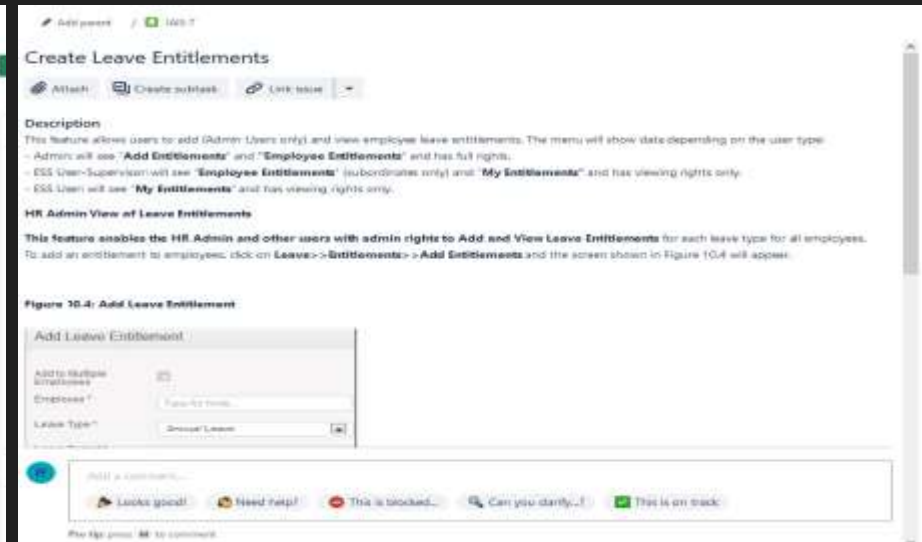 Add parent /
Create Leave Entitlements
Attach Create subtask Link issue
Description
This feature allows users to add (Admin Users only) and view employee leave entitlements. The menu will show data depending on the user type:
- Admin will see "Add Entitlements" and "Employee Entitlements" and has full rights.
- ESS User-Supervisor will see "Employee Entitlements" (subordinates only) and "My Entitlements" and has viewing rights only.
- ESS User will see "My Entitlements" and has viewing rights only.
HR Admin View of Leave Entitlements
This feature enables the HR Admin and other users with admin rights to Add and View Leave Entitlements for each leave type for all employees.
To add an entitlement to employees, click on Leave>>Entitlements>>Add Entitlements and the screen shown in Figure 10.4 will appear.
Figure 10.4: Add Leave Entitlement
Add Leave Entitlement
Add to Multiple
Employees
Employee *
Type for hints...
Leave Type *
Annual Leave
Add a comment...
Looks good! Need help? This is blocked... Can you clarify...? This is on track
Pro tip: press M to comment